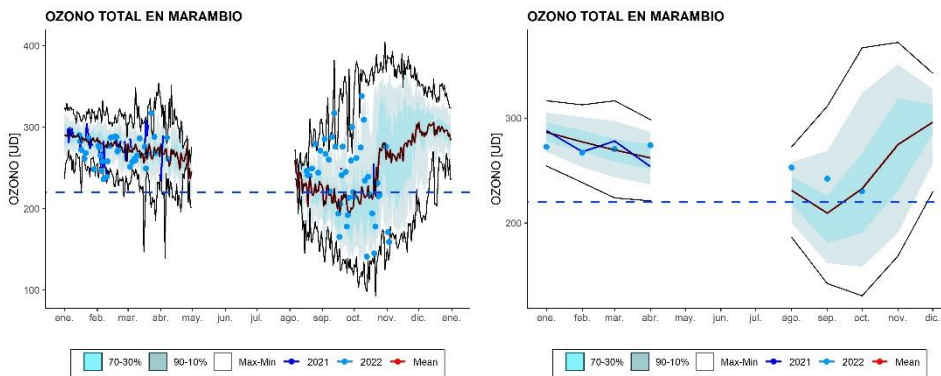 OZONO TOTAL EN MARAMBIO
OZONO [UD]
400
300
200
100
ene. feb. mar. abr. may. jun. jul. ago. sep. oct. nov. dic. ene.
70-30% 90-10% Max-Min 2021 2022 Mean
OZONO TOTAL EN MARAMBIO
OZONO [UD]
300
200
ene. feb. mar. abr. may. jun. jul. ago. sep. oct. nov. dic.
70-30% 90-10% Max-Min 2021 2022 Mean